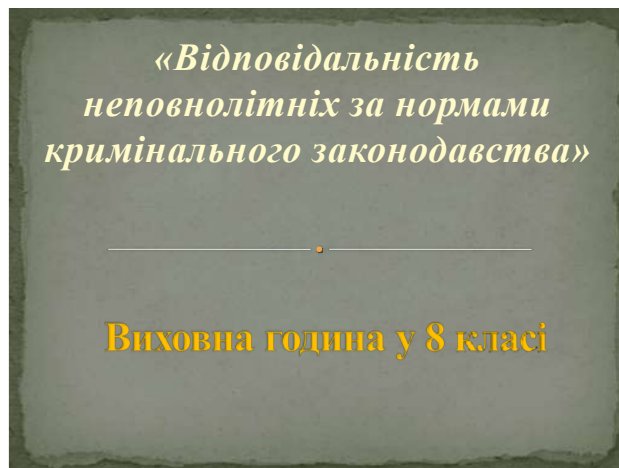 «Відповідальність
неповнолітніх за нормами
кримінального законодавства»
Виховна година у 8 класі